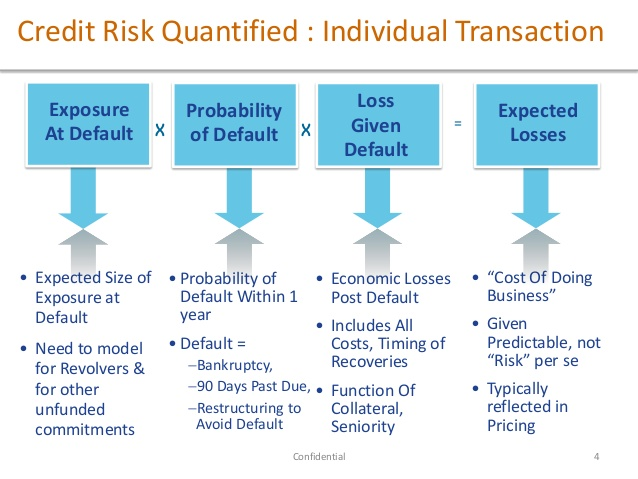 Credit Risk Quantified : Individual Transaction
Exposure
At Default
X
Probability
of Default
X
Loss
Given
Default
=
Expected
Losses
• Expected Size of
Exposure at
Default
• Need to model
for Revolvers &
for other
unfunded
commitments
• Probability of
Default Within 1
year
• Default =
–Bankruptcy,
–90 Days Past Due,
–Restructuring to
Avoid Default
• Economic Losses
Post Default
• Includes All
Costs, Timing of
Recoveries
• Function Of
Collateral,
Seniority
• “Cost Of Doing
Business”
• Given
Predictable, not
“Risk” per se
• Typically
reflected in
Pricing
Confidential
4